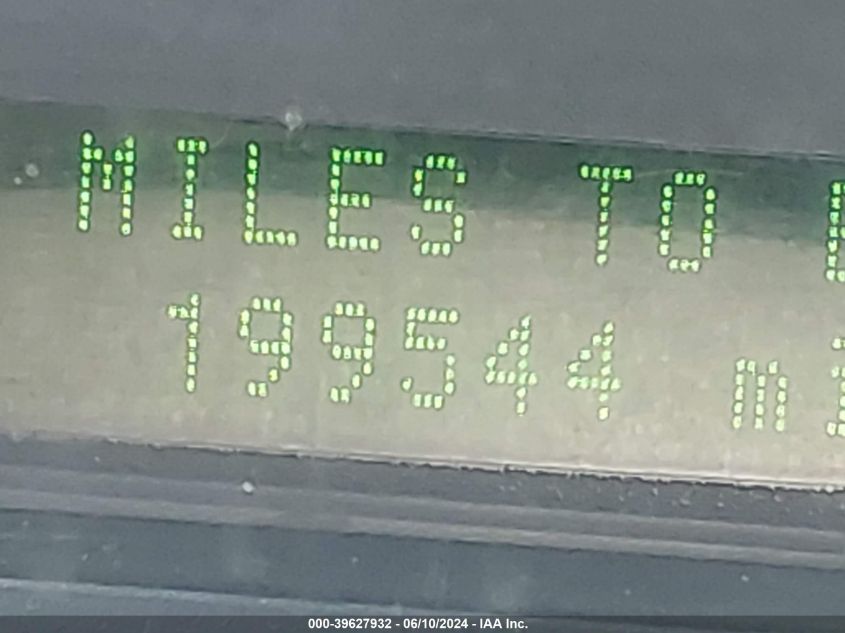 MILES TO
199544 mi
000-39627932 - 06/10/2024 - IAA Inc.